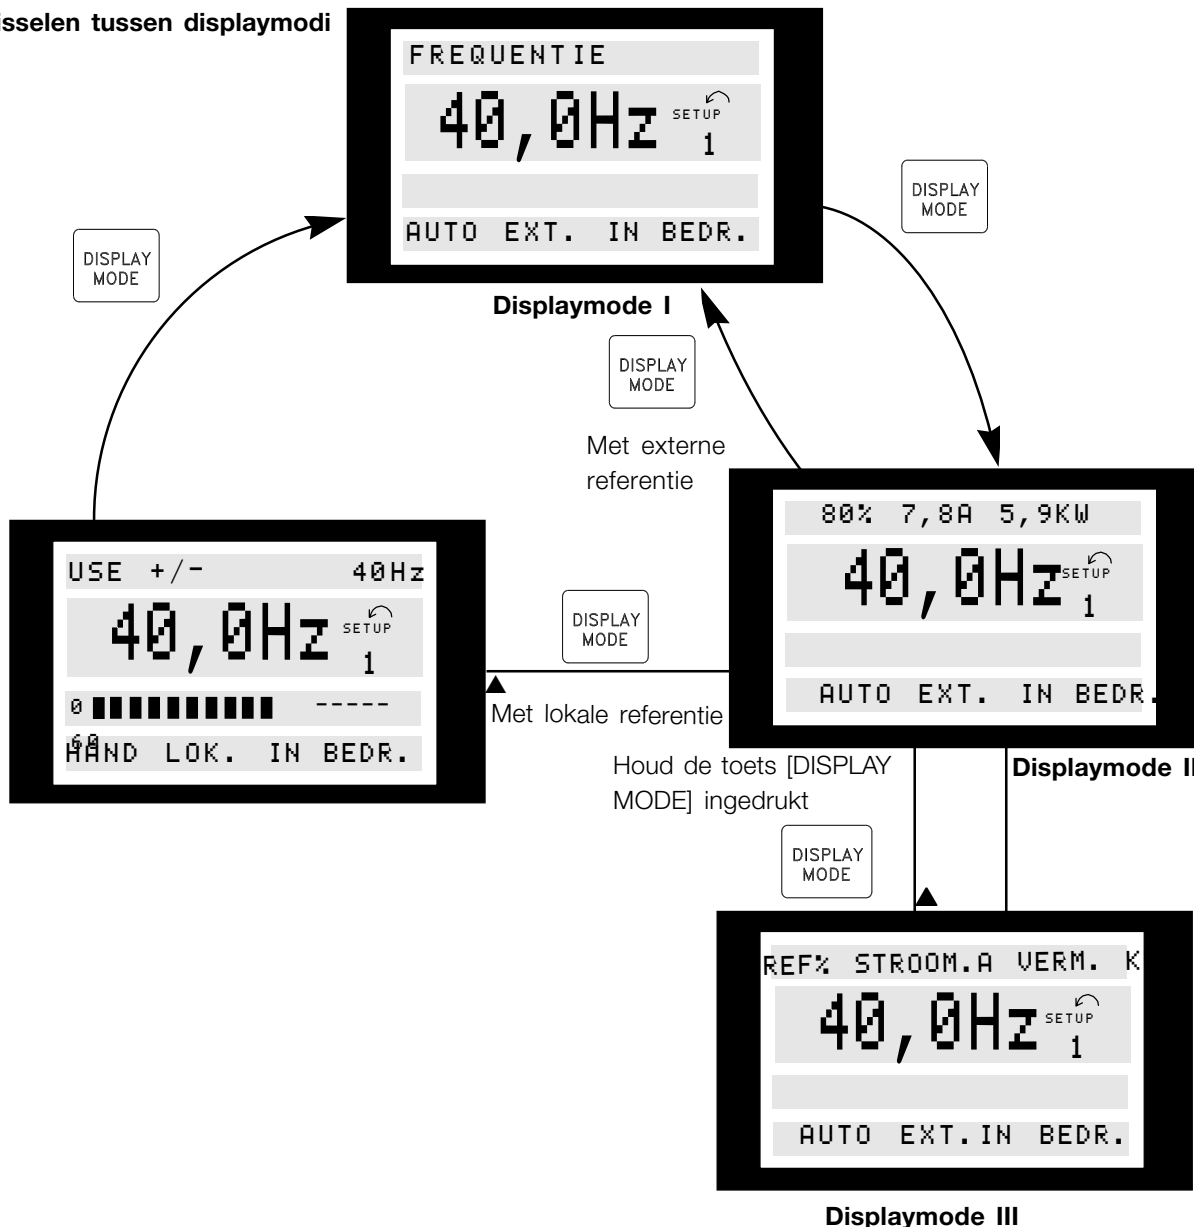 isselen tussen displaymodi
FREQUENTIE
40,0Hz SETUP 1
AUTO EXT. IN BEDR.
Displaymode I
DISPLAY
MODE
DISPLAY
MODE
DISPLAY
MODE
Met externe
referentie
80% 7,8A 5,9KW
40,0Hz SETUP 1
AUTO EXT. IN BEDR.
Displaymode II
USE +/- 40Hz
40,0Hz SETUP 1
0 -----
60
HAND LOK. IN BEDR.
DISPLAY
MODE
Met lokale referentie
Houd de toets [DISPLAY
MODE] ingedrukt
DISPLAY
MODE
REF% STROOM.A VERM. K
40,0Hz SETUP 1
AUTO EXT.IN BEDR.
Displaymode III